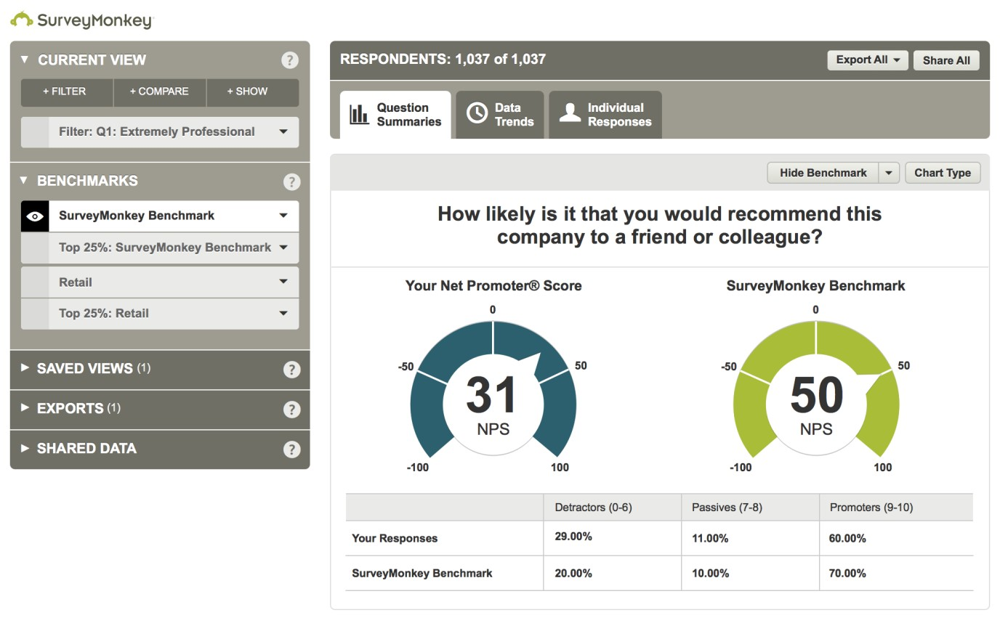 SurveyMonkey
CURRENT VIEW ?
+ FILTER + COMPARE + SHOW
Filter: Q1: Extremely Professional
BENCHMARKS ?
SurveyMonkey Benchmark
Top 25%: SurveyMonkey Benchmark
Retail
Top 25%: Retail
SAVED VIEWS (1) ?
EXPORTS (1) ?
SHARED DATA ?
RESPONDENTS: 1,037 of 1,037 Export All Share All
Question
Summaries
Data
Trends
Individual
Responses
Hide Benchmark Chart Type
How likely is it that you would recommend this
company to a friend or colleague?
Your Net Promoter® Score
0
-50 50
31
NPS
-100 100
SurveyMonkey Benchmark
0
-50 50
50
NPS
-100 100
Detractors (0-6) Passives (7-8) Promoters (9-10)
Your Responses 29.00% 11.00% 60.00%
SurveyMonkey Benchmark 20.00% 10.00% 70.00%